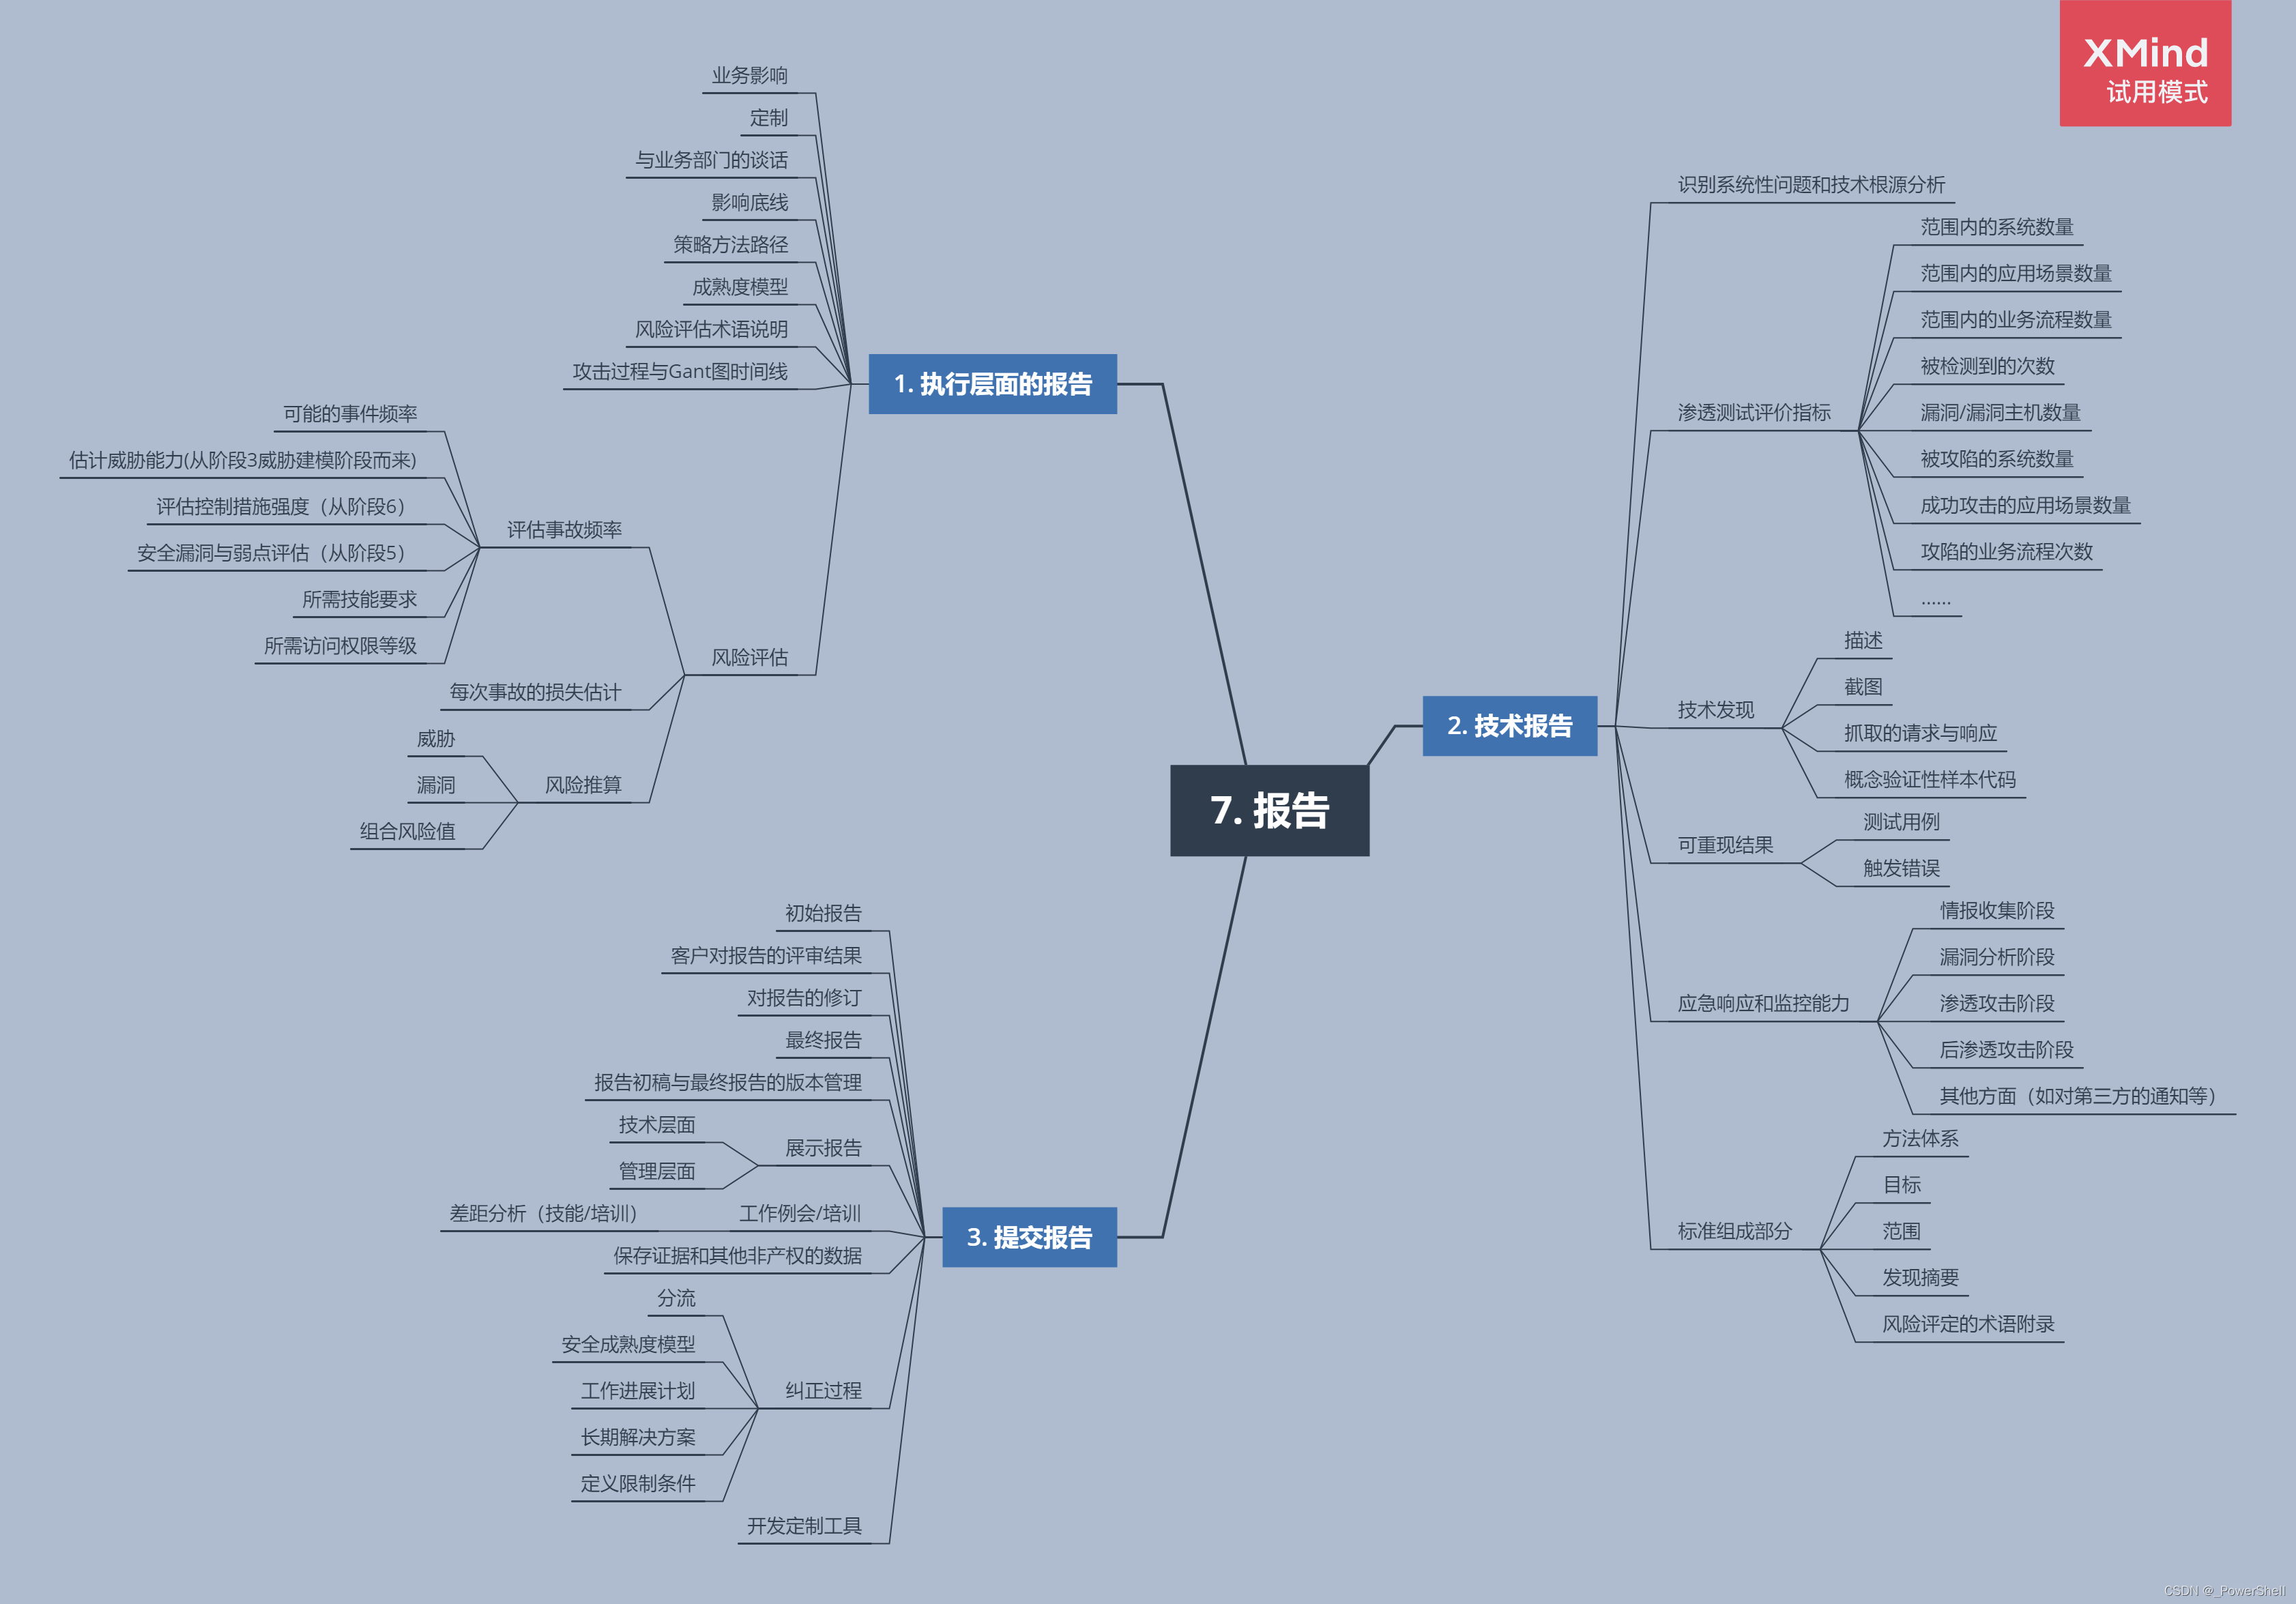 XMind
试用模式
7. 报告
1. 执行层面的报告
业务影响
定制
与业务部门的谈话
影响底线
策略方法路径
成熟度模型
风险评估术语说明
攻击过程与Gant图时间线
风险评估
评估事故频率
可能的事件频率
估计威胁能力(从阶段3威胁建模阶段而来)
评估控制措施强度（从阶段6）
安全漏洞与弱点评估（从阶段5）
所需技能要求
所需访问权限等级
每次事故的损失估计
风险推算
威胁
漏洞
组合风险值
2. 技术报告
识别系统性问题和技术根源分析
渗透测试评价指标
范围内的系统数量
范围内的应用场景数量
范围内的业务流程数量
被检测到的次数
漏洞/漏洞主机数量
被攻陷的系统数量
成功攻击的应用场景数量
攻陷的业务流程次数
......
技术发现
描述
截图
抓取的请求与响应
概念验证性样本代码
可重现结果
测试用例
触发错误
应急响应和监控能力
情报收集阶段
漏洞分析阶段
渗透攻击阶段
后渗透攻击阶段
其他方面（如对第三方的通知等）
标准组成部分
方法体系
目标
范围
发现摘要
风险评定的术语附录
3. 提交报告
初始报告
客户对报告的评审结果
对报告的修订
最终报告
报告初稿与最终报告的版本管理
展示报告
技术层面
管理层面
工作例会/培训
差距分析（技能/培训）
保存证据和其他非产权的数据
纠正过程
分流
安全成熟度模型
工作进展计划
长期解决方案
定义限制条件
开发定制工具
CSDN @_PowerShell